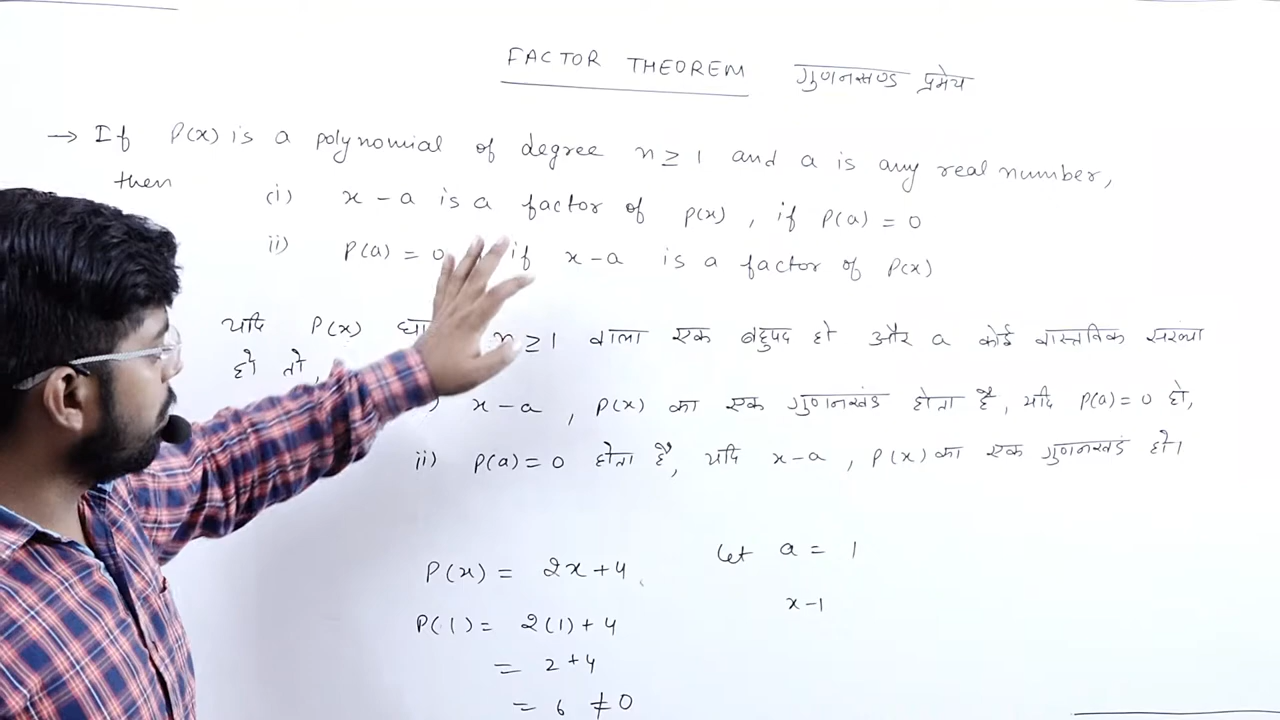 FACTOR THEOREM गुणनखण्ड प्रमेय
→ If P(x) is a polynomial of degree n ≥ 1 and a is any real number,
then (i) x - a is a factor of p(x), if p(a) = 0
ii) P(a) = 0 if x - a is a factor of p(x)
यदि P(x) n ≥ 1 वाला एक बहुपद हो और a कोई वास्तविक संख्या
हो तो,
x - a, P(x) का एक गुणनखंड होता है, यदि P(a) = 0 हो,
ii) P(a) = 0 होता है, यदि x - a, P(x) का एक गुणनखंड हो।
P(x) = 2x + 4
P(1) = 2(1) + 4
= 2 + 4
= 6 ≠ 0
let a = 1
x - 1